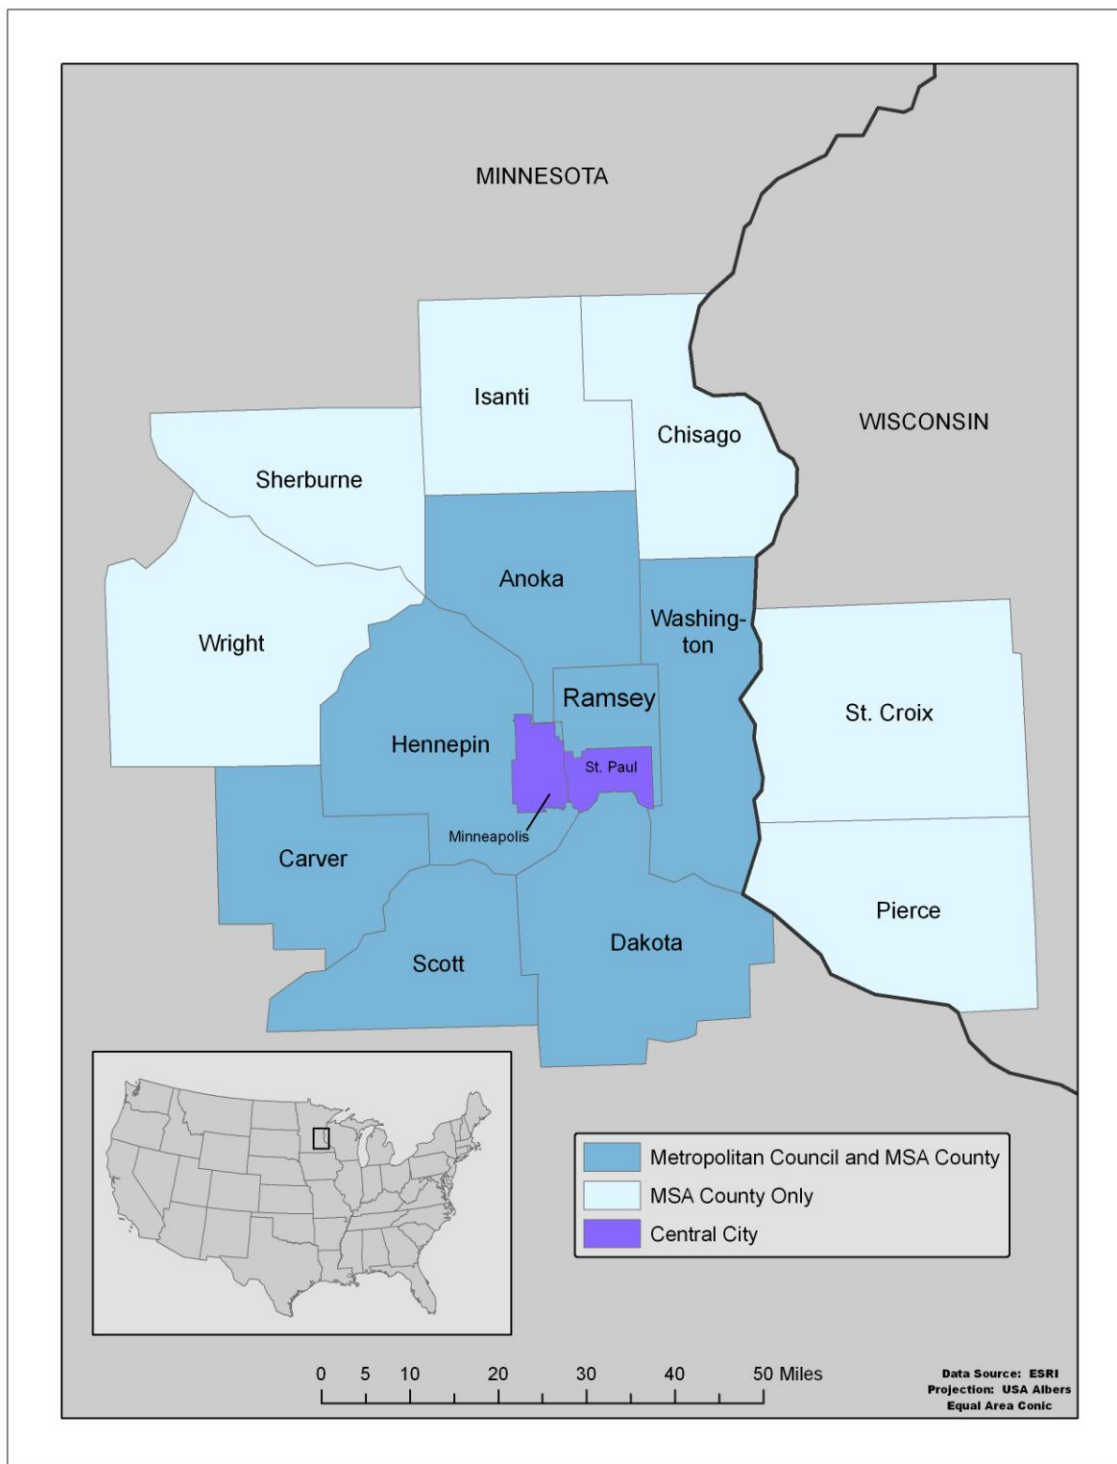 MINNESOTA
Isanti
WISCONSIN
Chisago
Sherburne
Anoka
Washing-
ton
Wright
Ramsey
St. Croix
Hennepin
St. Paul
Minneapolis
Carver
Pierce
Dakota
Scott
Metropolitan Council and MSA County
MSA County Only
Central City
0 5 10 20 30 40 50 Miles
Data Source: ESRI
Projection: USA Albers
Equal Area Conic